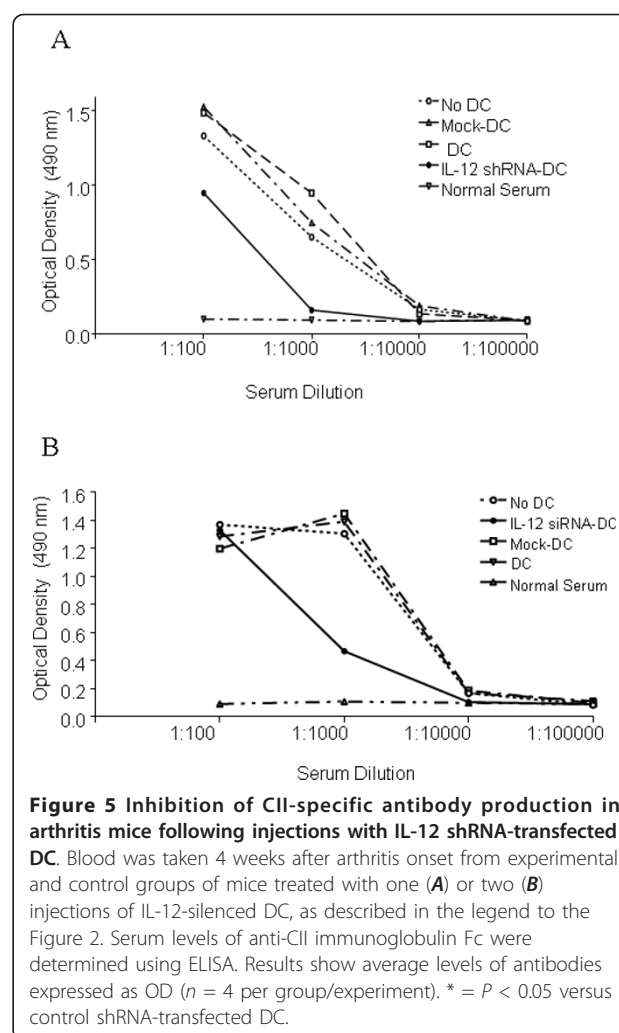 A
Optical Density (490 nm)
1.5
1.0
0.5
0.0
No DC
Mock-DC
DC
IL-12 shRNA-DC
Normal Serum
1:100 1:1000 1:10000 1:100000
Serum Dilution
B
Optical Density (490 nm)
1.6
1.4
1.2
1.0
0.8
0.6
0.4
0.2
0.0
No DC
IL-12 siRNA-DC
Mock-DC
DC
Normal Serum
1:100 1:1000 1:10000 1:100000
Serum Dilution
Figure 5 Inhibition of CII-specific antibody production in
arthritis mice following injections with IL-12 shRNA-transfected
DC. Blood was taken 4 weeks after arthritis onset from experimental
and control groups of mice treated with one (A) or two (B)
injections of IL-12-silenced DC, as described in the legend to the
Figure 2. Serum levels of anti-CII immunoglobulin Fc were
determined using ELISA. Results show average levels of antibodies
expressed as OD (n = 4 per group/experiment). * = P < 0.05 versus
control shRNA-transfected DC.